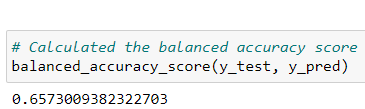 # Calculated the balanced accuracy score
balanced_accuracy_score(y_test, y_pred)
0.6573009382322703